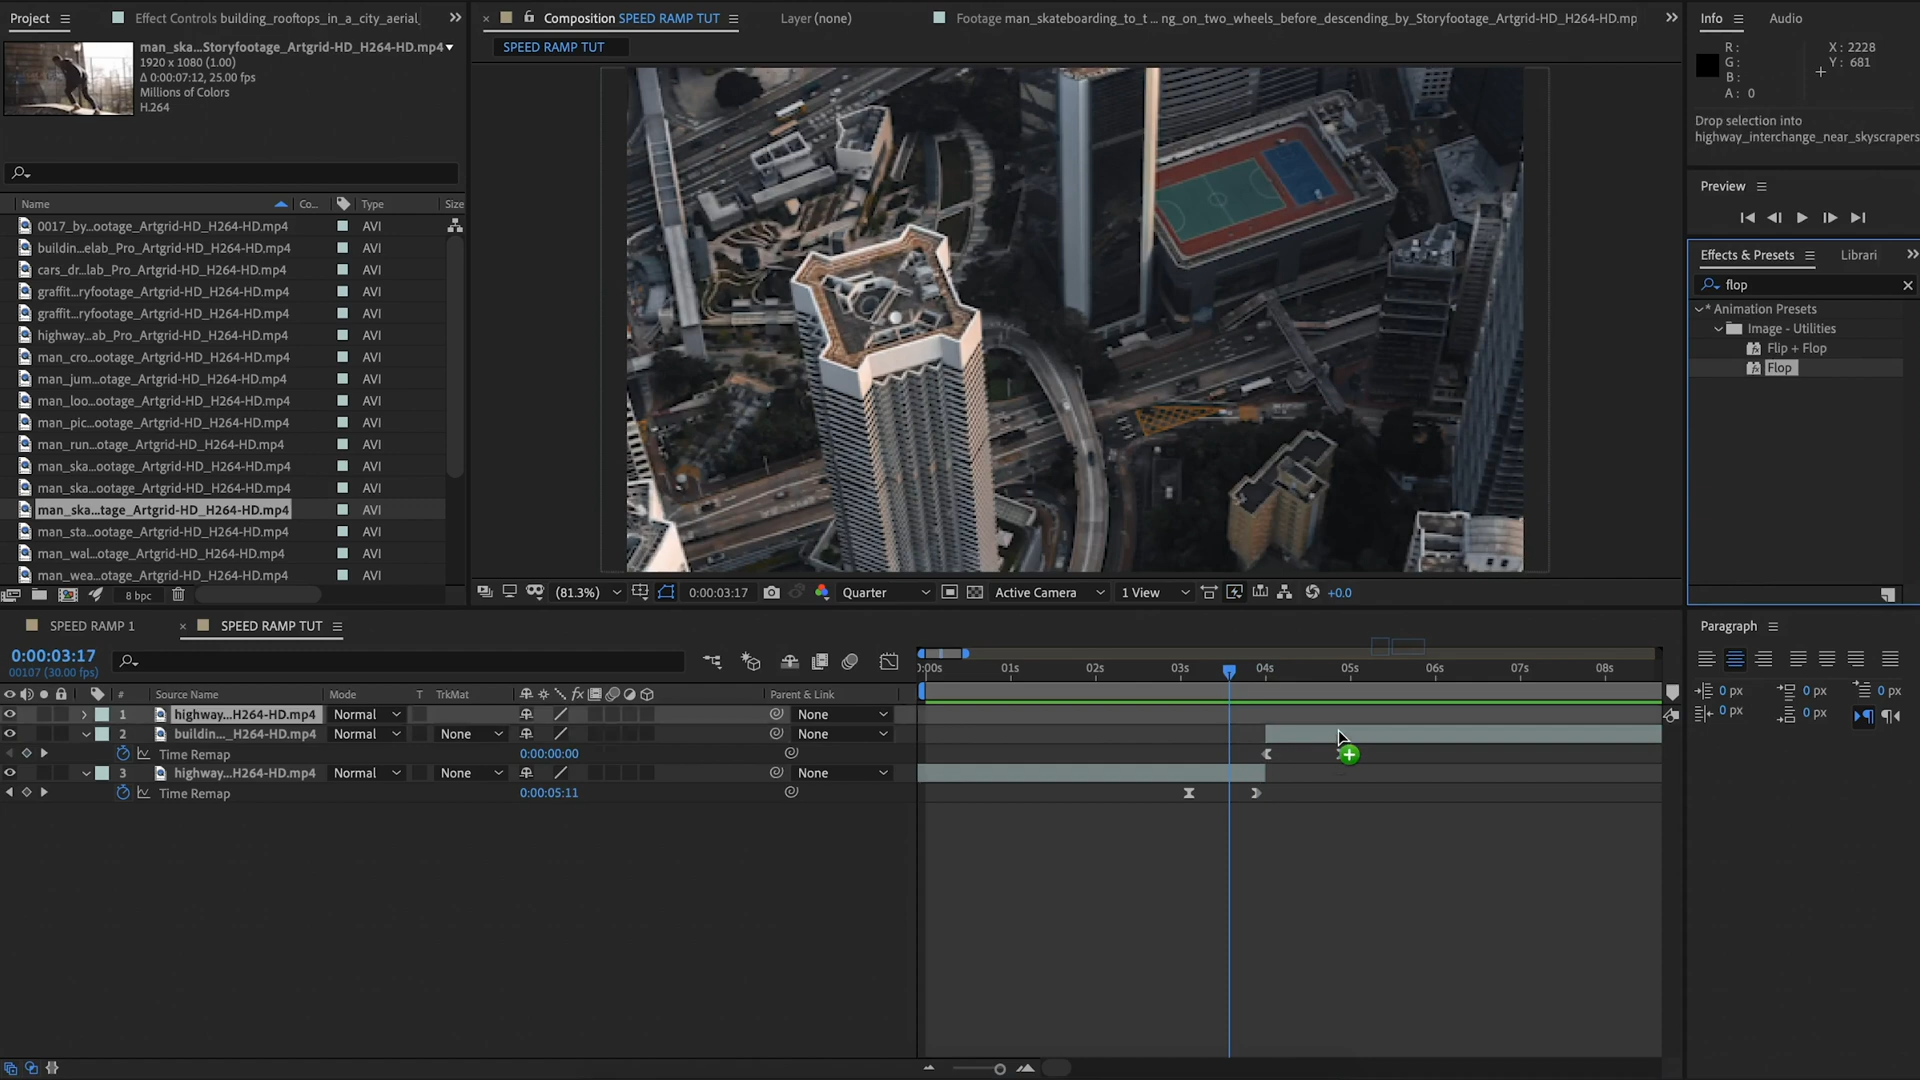 Project
Effect Controls building_rooftops_in_a_city_aerial_
Composition SPEED RAMP TUT
Layer (none)
Footage man_skateboarding_to_t ... ng_on_two_wheels_before_descending_by_Storyfootage_Artgrid-HD_H264-HD.mp
Info
Audio
man_ska...Storyfootage_Artgrid-HD_H264-HD.mp4
1920 x 1080 (1.00)
Δ 0:00:07:12, 25.00 fps
Millions of Colors
H.264
SPEED RAMP TUT
R :
G :
B :
A : 0
X : 2228
Y : 681
Drop selection into
highway_interchange_near_skyscrapers
Preview
Effects & Presets
Librari
flop
* Animation Presets
Image - Utilities
Flip + Flop
Flop
Name
Co...
Type
Size
0017_by...ootage_Artgrid-HD_H264-HD.mp4 AVI
buildin...elab_Pro_Artgrid-HD_H264-HD.mp4 AVI
cars_dr...lab_Pro_Artgrid-HD_H264-HD.mp4 AVI
graffit...ryfootage_Artgrid-HD_H264-HD.mp4 AVI
graffit...ryfootage_Artgrid-HD_H264-HD.mp4 AVI
highway...ab_Pro_Artgrid-HD_H264-HD.mp4 AVI
man_cro...ootage_Artgrid-HD_H264-HD.mp4 AVI
man_jum...otage_Artgrid-HD_H264-HD.mp4 AVI
man_loo...ootage_Artgrid-HD_H264-HD.mp4 AVI
man_pic...ootage_Artgrid-HD_H264-HD.mp4 AVI
man_run...otage_Artgrid-HD_H264-HD.mp4 AVI
man_ska...ootage_Artgrid-HD_H264-HD.mp4 AVI
man_ska...ootage_Artgrid-HD_H264-HD.mp4 AVI
man_ska...tage_Artgrid-HD_H264-HD.mp4 AVI
man_sta...ootage_Artgrid-HD_H264-HD.mp4 AVI
man_wal...ootage_Artgrid-HD_H264-HD.mp4 AVI
man_wea...otage_Artgrid-HD_H264-HD.mp4 AVI
8 bpc
(81.3%)
0:00:03:17
Quarter
Active Camera
1 View
+0.0
SPEED RAMP 1
SPEED RAMP TUT
Paragraph
0:00:03:17
00107 (30.00 fps)
0:00s 01s 02s 03s 04s 05s 06s 07s 08s
# Source Name Mode T TrkMat fx Parent & Link
1 highway...H264-HD.mp4 Normal None
2 buildin..._H264-HD.mp4 Normal None None
Time Remap 0:00:00:00
3 highway...H264-HD.mp4 Normal None None
Time Remap 0:00:05:11
0 px 0 px 0 px
0 px 0 px